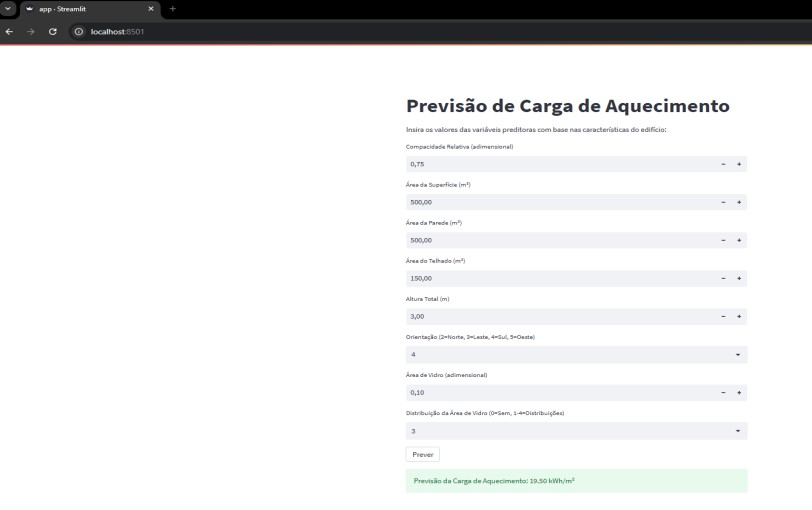 app · Streamlit
localhost:8501
Previsão de Carga de Aquecimento
Insira os valores das variáveis preditoras com base nas características do edifício:
Compacidade Relativa (adimensional)
0,75
Área da Superfície (m²)
500,00
Área da Parede (m²)
500,00
Área do Telhado (m²)
150,00
Altura Total (m)
3,00
Orientação (2=Norte, 3=Leste, 4=Sul, 5=Oeste)
4
Área de Vidro (adimensional)
0,10
Distribuição da Área de Vidro (0=Sem, 1-4=Distribuições)
3
Prever
Previsão da Carga de Aquecimento: 19.50 kWh/m²